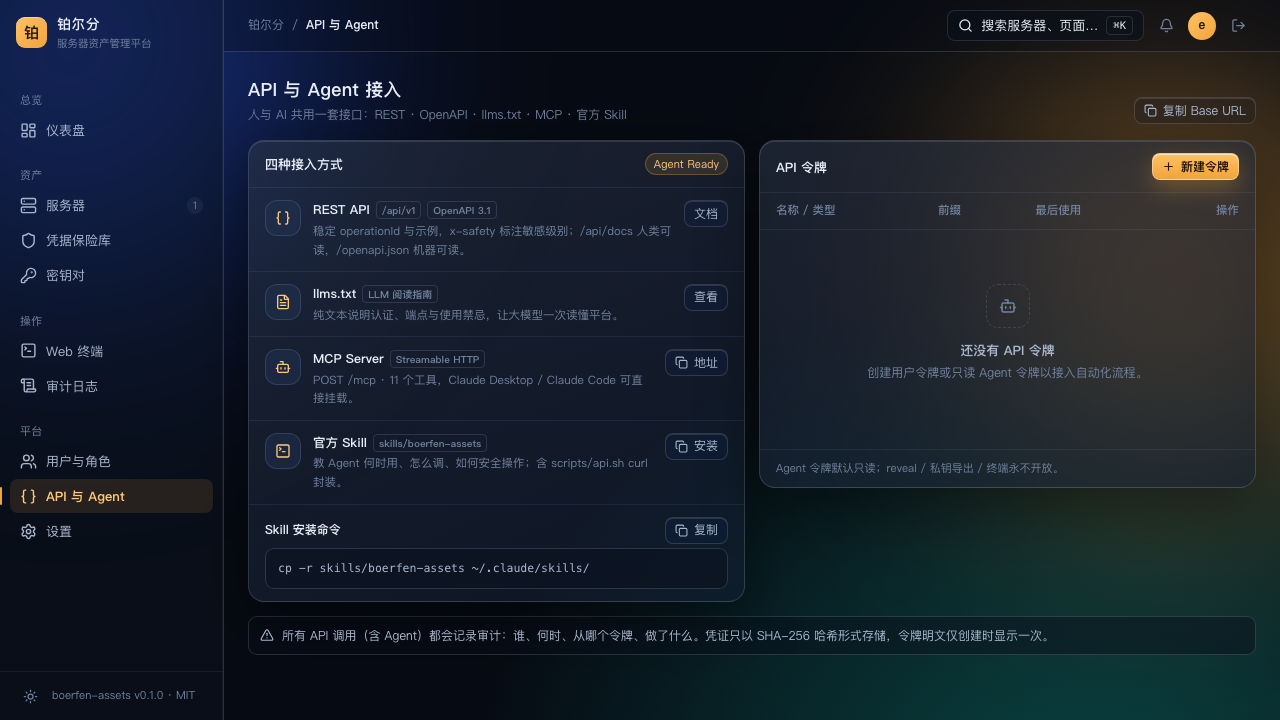 铂
铂尔分
服务器资产管理平台
总览
仪表盘
资产
服务器
1
凭据保险库
密钥对
操作
Web 终端
审计日志
平台
用户与角色
API 与 Agent
设置
boerfen-assets v0.1.0 · MIT
铂尔分 / API 与 Agent
搜索服务器、页面…
⌘K
e
API 与 Agent 接入
人与 AI 共用一套接口：REST · OpenAPI · llms.txt · MCP · 官方 Skill
复制 Base URL
四种接入方式
Agent Ready
REST API /api/v1 OpenAPI 3.1
稳定 operationId 与示例，x-safety 标注敏感级别；/api/docs 人类可
读，/openapi.json 机器可读。
文档
llms.txt LLM 阅读指南
纯文本说明认证、端点与使用禁忌，让大模型一次读懂平台。
查看
MCP Server Streamable HTTP
POST /mcp · 11 个工具，Claude Desktop / Claude Code 可直
接挂载。
地址
官方 Skill skills/boerfen-assets
教 Agent 何时用、怎么调、如何安全操作；含 scripts/api.sh curl
封装。
安装
Skill 安装命令
复制
cp -r skills/boerfen-assets ~/.claude/skills/
API 令牌
新建令牌
名称 / 类型 前缀 最后使用 操作
还没有 API 令牌
创建用户令牌或只读 Agent 令牌以接入自动化流程。
Agent 令牌默认只读；reveal / 私钥导出 / 终端永不开放。
所有 API 调用（含 Agent）都会记录审计：谁、何时、从哪个令牌、做了什么。凭证只以 SHA-256 哈希形式存储，令牌明文仅创建时显示一次。